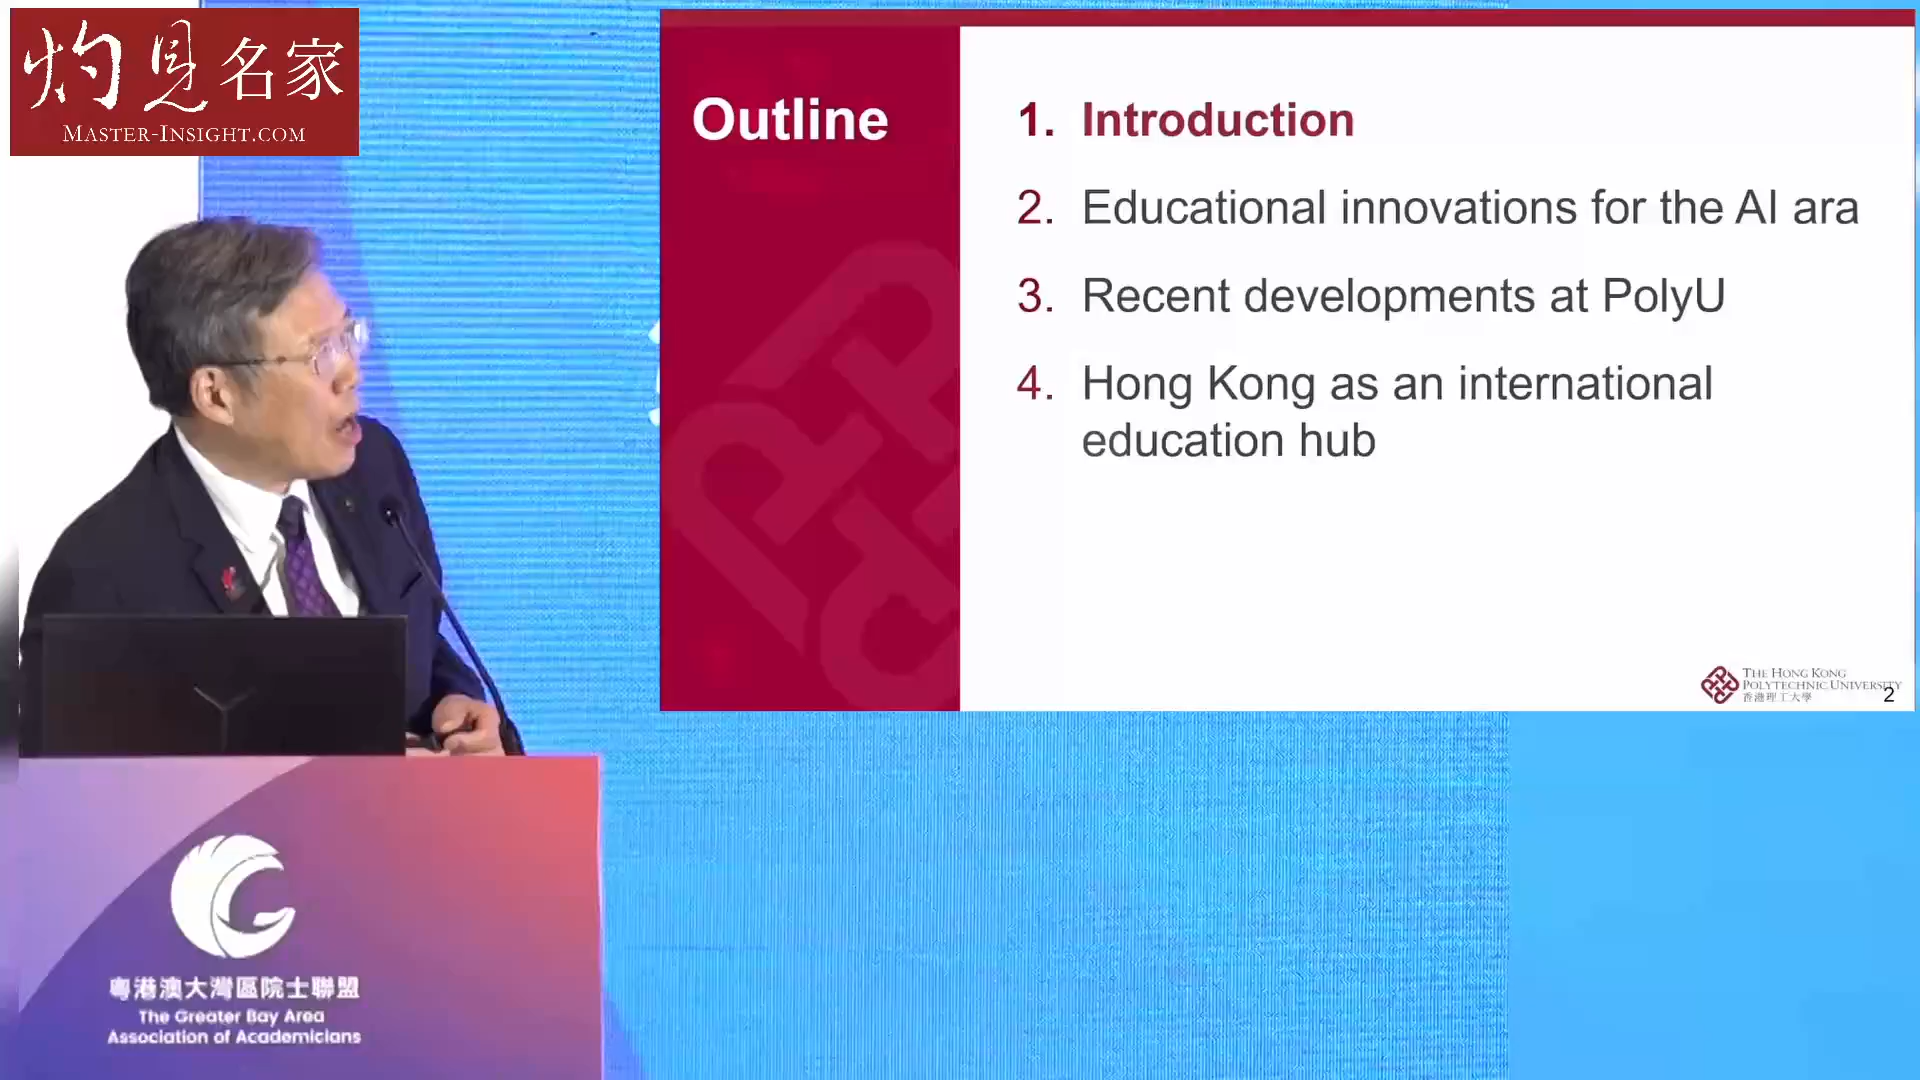 灼見名家
MASTER-INSIGHT.COM
Outline
1. Introduction
2. Educational innovations for the AI ara
3. Recent developments at PolyU
4. Hong Kong as an international
education hub
THE HONG KONG
POLYTECHNIC UNIVERSITY
香港理工大學
2
粵港澳大灣區院士聯盟
The Greater Bay Area
Association of Academicians